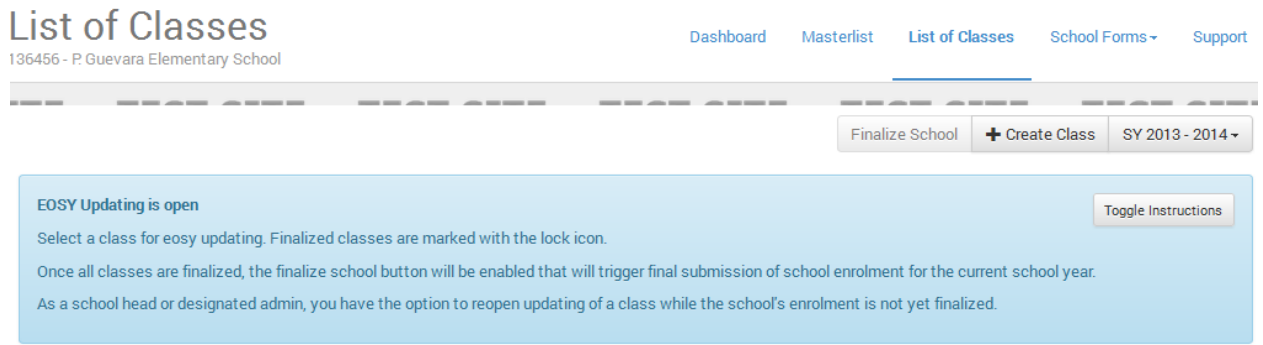 List of Classes
136456 - P. Guevara Elementary School
Dashboard Masterlist List of Classes School Forms Support
Finalize School Create Class SY 2013 - 2014
EOSY Updating is open
Toggle Instructions
Select a class for eosy updating. Finalized classes are marked with the lock icon.
Once all classes are finalized, the finalize school button will be enabled that will trigger final submission of school enrolment for the current school year.
As a school head or designated admin, you have the option to reopen updating of a class while the school's enrolment is not yet finalized.